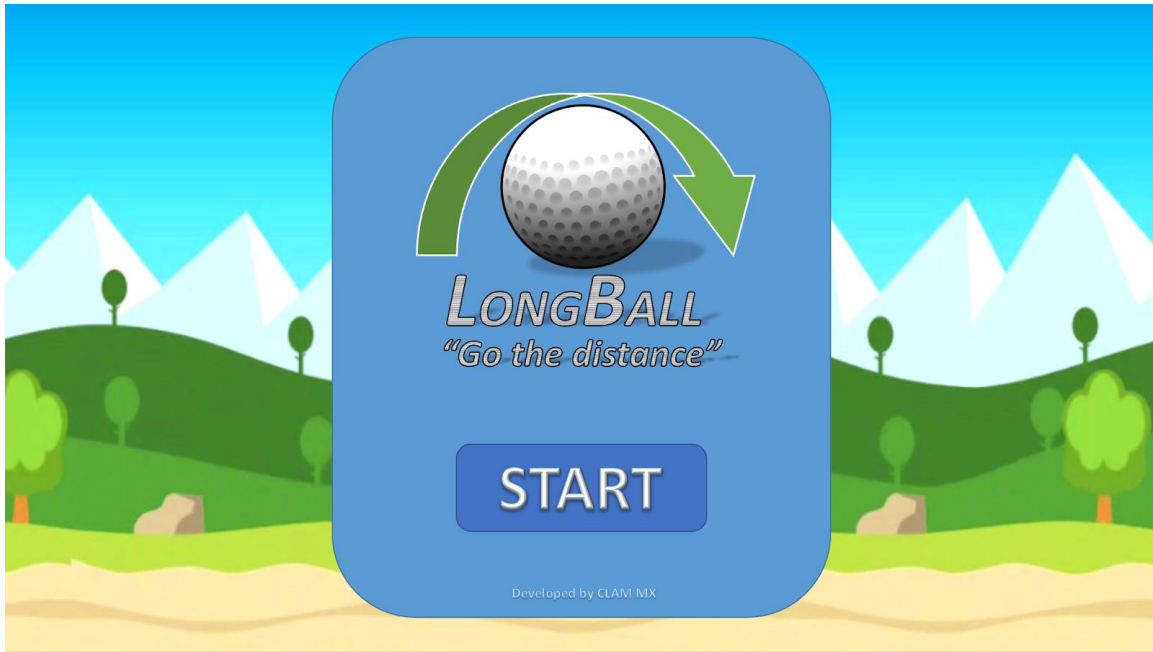 LONGBALL
“Go the distance”
START
Developed by CLAM MX